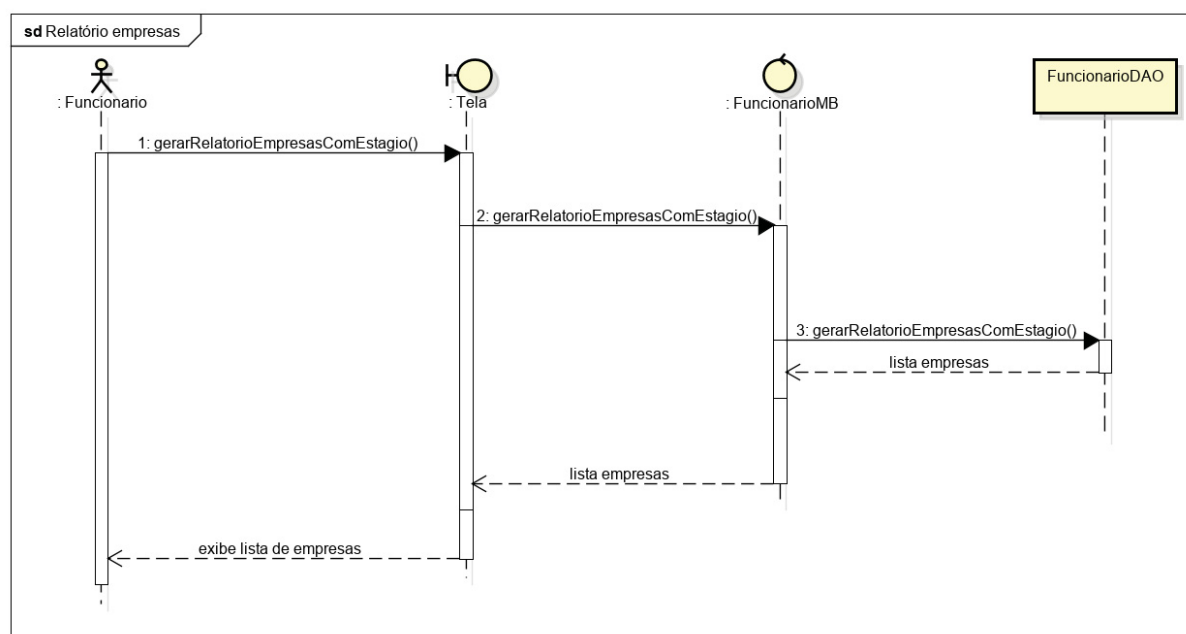 sd Relatório empresas
: Funcionario
: Tela
: FuncionarioMB
FuncionarioDAO
1: gerarRelatorioEmpresasComEstagio()
2: gerarRelatorioEmpresasComEstagio()
3: gerarRelatorioEmpresasComEstagio()
lista empresas
lista empresas
exibe lista de empresas